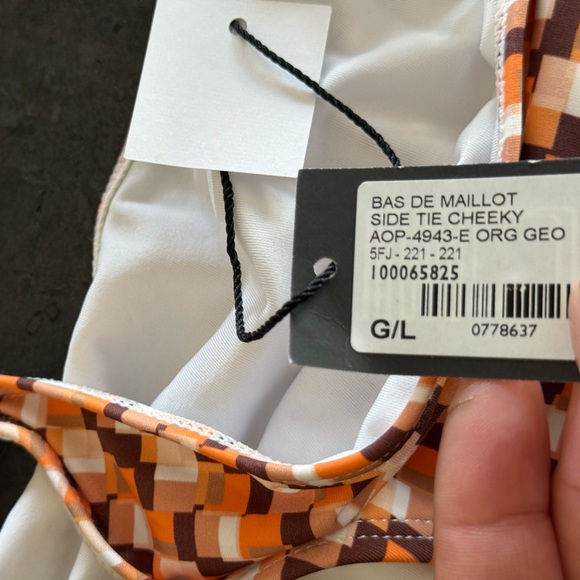 BAS DE MAILLOT
SIDE TIE CHEEKY
AOP-4943-E ORG GEO
5FJ - 221 - 221
100065825
G/L
0778637